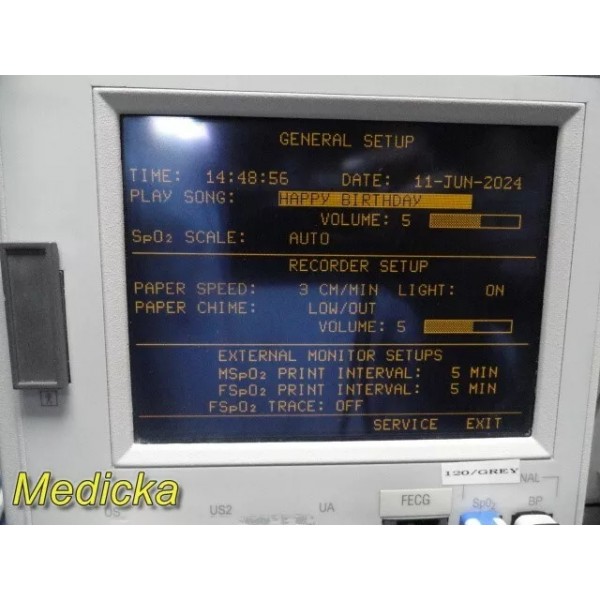 GENERAL SETUP
TIME: 14:48:56 DATE: 11-JUN-2024
PLAY SONG: HAPPY BIRTHDAY
VOLUME: 5
SpO₂ SCALE: AUTO
RECORDER SETUP
PAPER SPEED: 3 CM/MIN LIGHT: ON
PAPER CHIME: LOW/OUT
VOLUME: 5
EXTERNAL MONITOR SETUPS
MSpO₂ PRINT INTERVAL: 5 MIN
FSpO₂ PRINT INTERVAL: 5 MIN
FSpO₂ TRACE: OFF
SERVICE EXIT
120/GREY
Medicka
US2 UA FECG SpO₂ BP